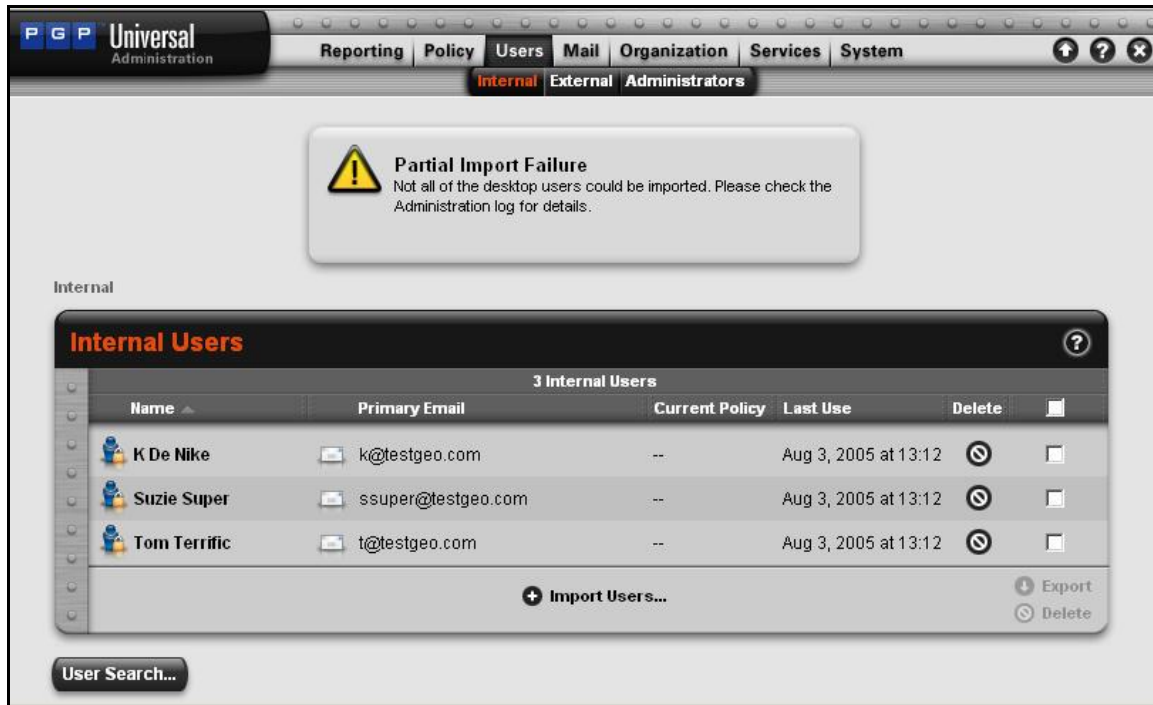 PGP Universal
Administration
Reporting Policy Users Mail Organization Services System
Internal External Administrators
Partial Import Failure
Not all of the desktop users could be imported. Please check the
Administration log for details.
Internal
Internal Users
3 Internal Users
Name Primary Email Current Policy Last Use Delete
K De Nike k@testgeo.com -- Aug 3, 2005 at 13:12
Suzie Super ssuper@testgeo.com -- Aug 3, 2005 at 13:12
Tom Terrific t@testgeo.com -- Aug 3, 2005 at 13:12
Import Users...
Export
Delete
User Search...